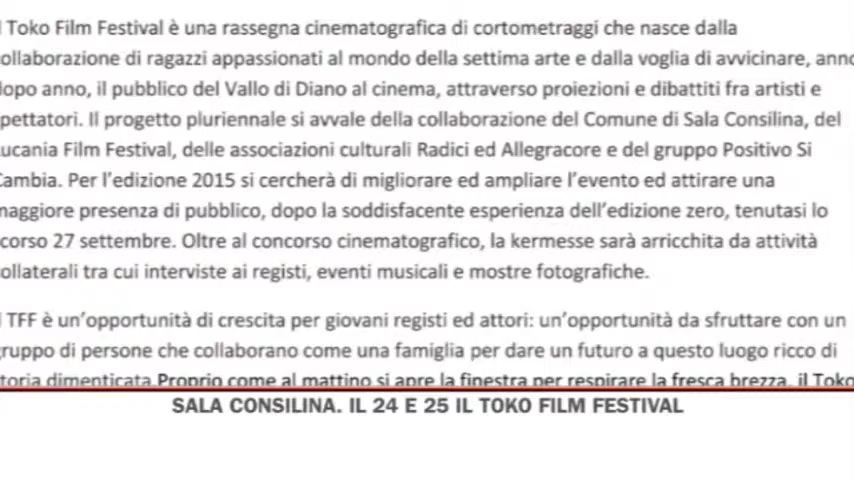 l Toko Film Festival è una rassegna cinematografica di cortometraggi che nasce dalla
ollaborazione di ragazzi appassionati al mondo della settima arte e dalla voglia di avvicinare, anno
dopo anno, il pubblico del Vallo di Diano al cinema, attraverso proiezioni e dibattiti fra artisti e
pettatori. Il progetto pluriennale si avvale della collaborazione del Comune di Sala Consilina, del
ucania Film Festival, delle associazioni culturali Radici ed Allegracore e del gruppo Positivo Si
Cambia. Per l'edizione 2015 si cercherà di migliorare ed ampliare l'evento ed attirare una
maggiore presenza di pubblico, dopo la soddisfacente esperienza dell'edizione zero, tenutasi lo
corso 27 settembre. Oltre al concorso cinematografico, la kermesse sarà arricchita da attività
ollaterali tra cui interviste ai registi, eventi musicali e mostre fotografiche.
l TFF è un'opportunità di crescita per giovani registi ed attori: un'opportunità da sfruttare con un
gruppo di persone che collaborano come una famiglia per dare un futuro a questo luogo ricco di
toria dimenticata.Proprio come al mattino si apre la finestra per respirare la fresca brezza, il Toko
SALA CONSILINA. IL 24 E 25 IL TOKO FILM FESTIVAL